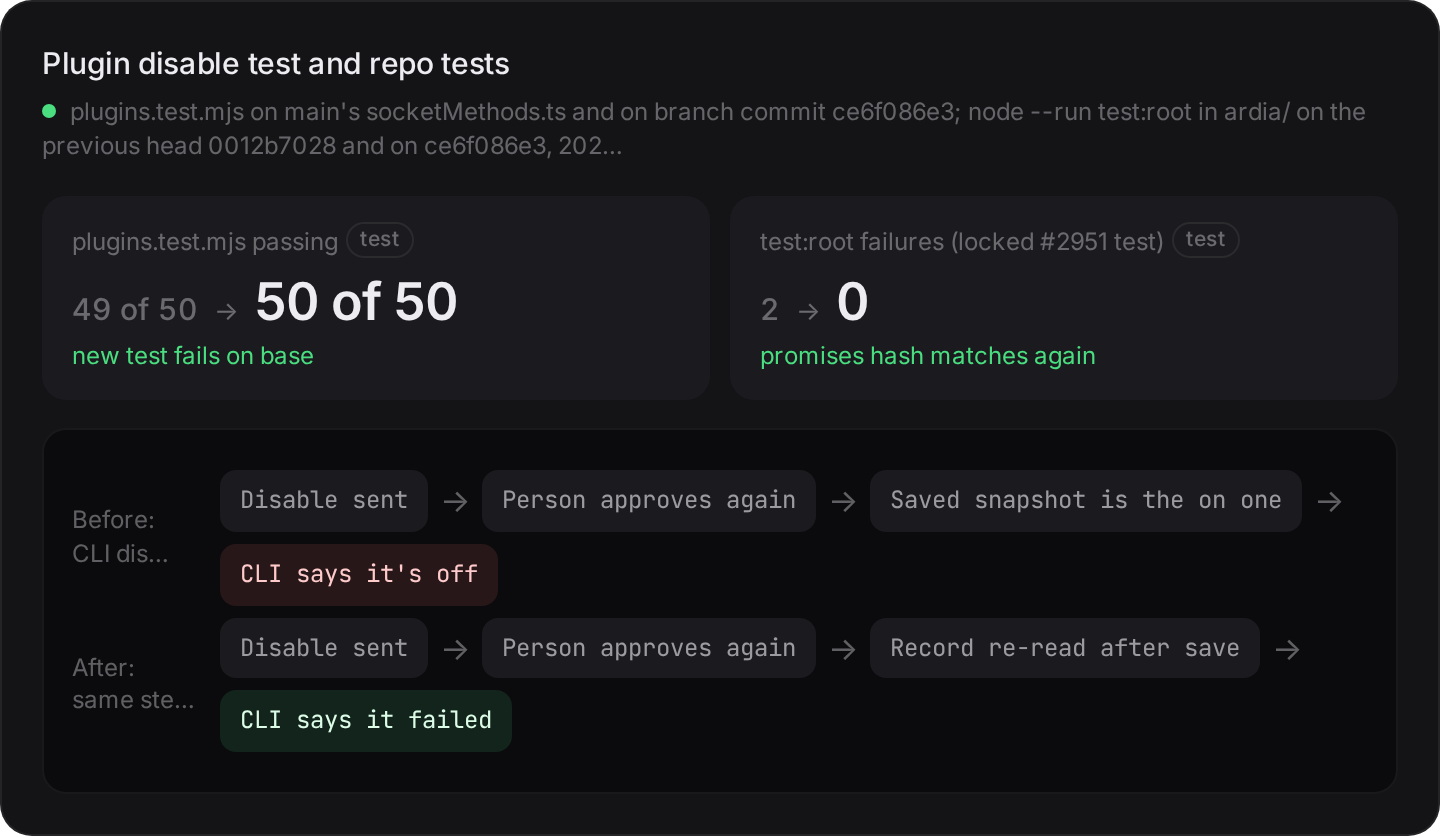 Plugin disable test and repo tests
plugins.test.mjs on main's socketMethods.ts and on branch commit ce6f086e3; node --run test:root in ardia/ on the
previous head 0012b7028 and on ce6f086e3, 202...
plugins.test.mjs passing test
49 of 50 → 50 of 50
new test fails on base
test:root failures (locked #2951 test) test
2 → 0
promises hash matches again
Before:
CLI dis...
Disable sent → Person approves again → Saved snapshot is the on one →
CLI says it's off
After:
same ste...
Disable sent → Person approves again → Record re-read after save →
CLI says it failed